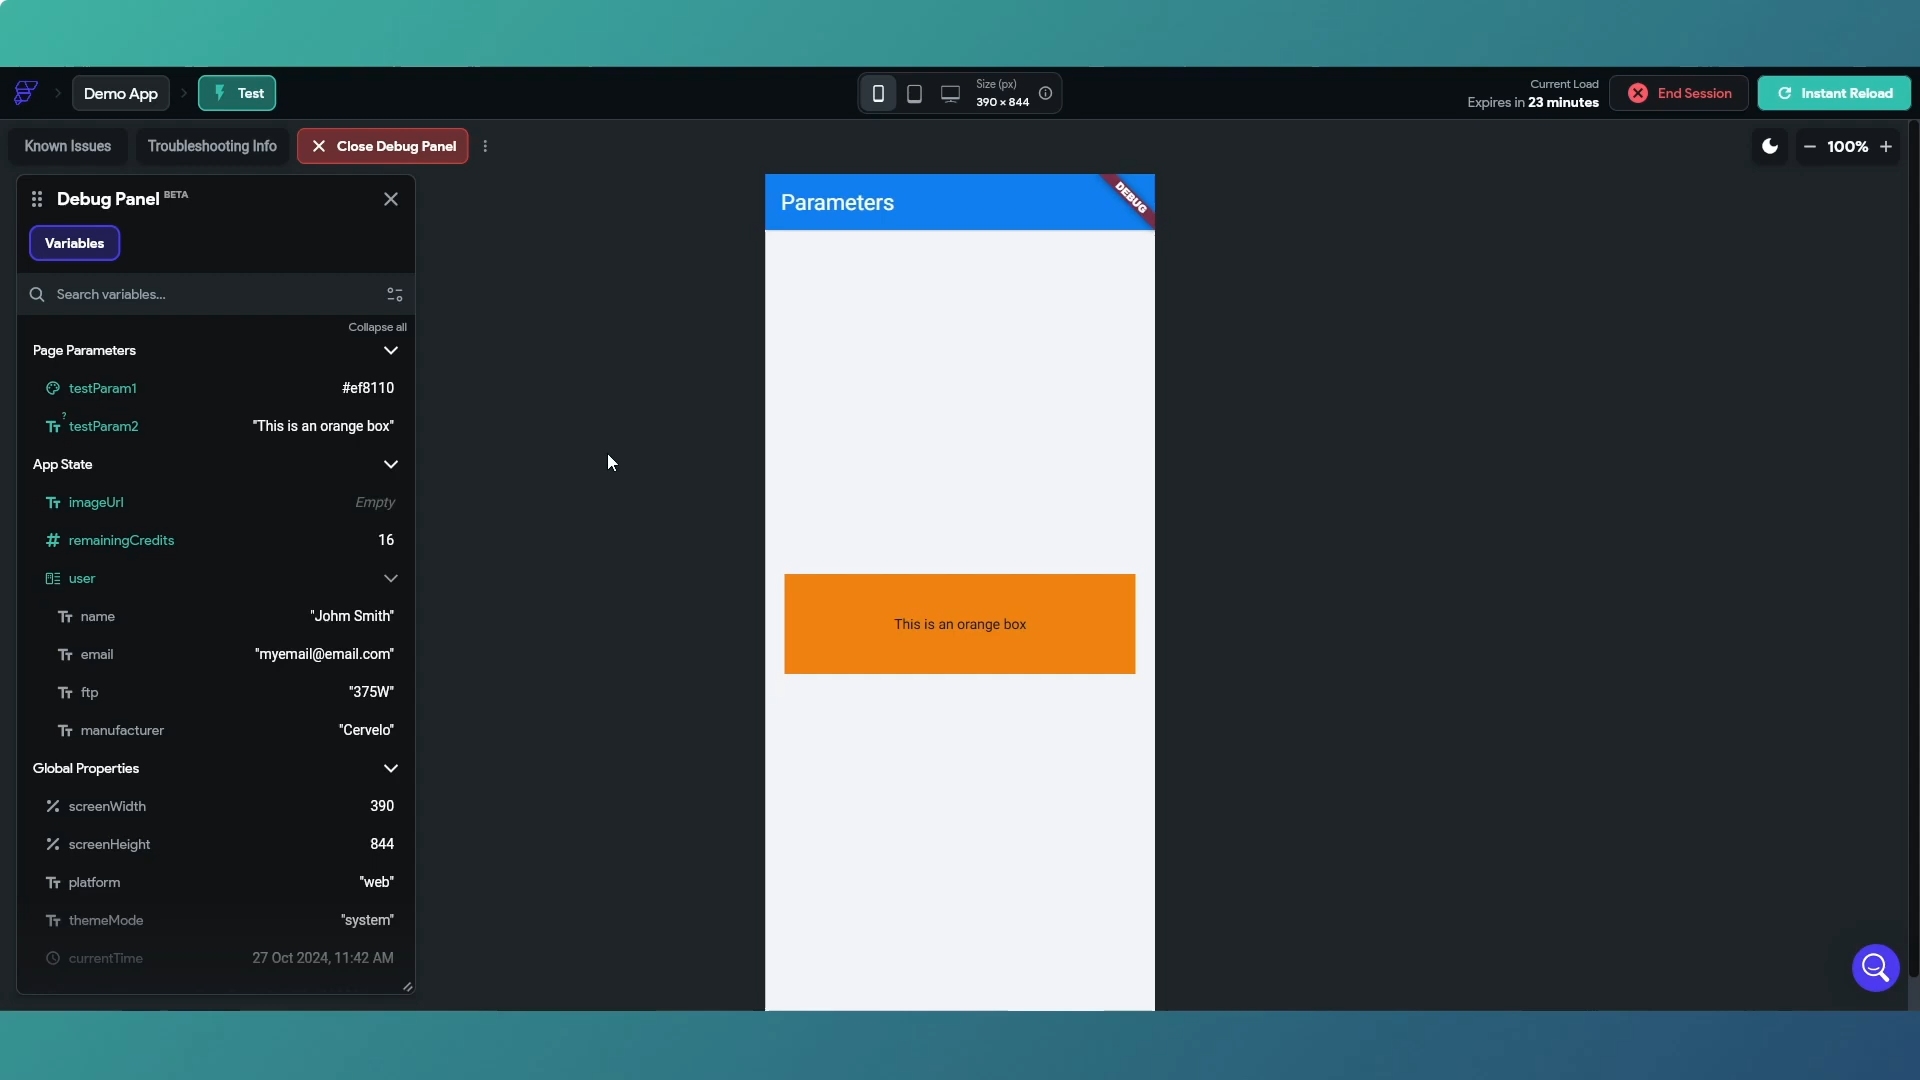 Demo App
Test
Size (px)
390 × 844
Current Load
Expires in 23 minutes
End Session
Instant Reload
Known Issues
Troubleshooting Info
Close Debug Panel
100%
Debug Panel BETA
Variables
Search variables...
Collapse all
Page Parameters
testParam1 #ef8110
? testParam2 "This is an orange box"
App State
imageUrl Empty
remainingCredits 16
user
name "Johm Smith"
email "myemail@email.com"
ftp "375W"
manufacturer "Cervelo"
Global Properties
screenWidth 390
screenHeight 844
platform "web"
themeMode "system"
currentTime 27 Oct 2024, 11:42 AM
Parameters
DEBUG
This is an orange box